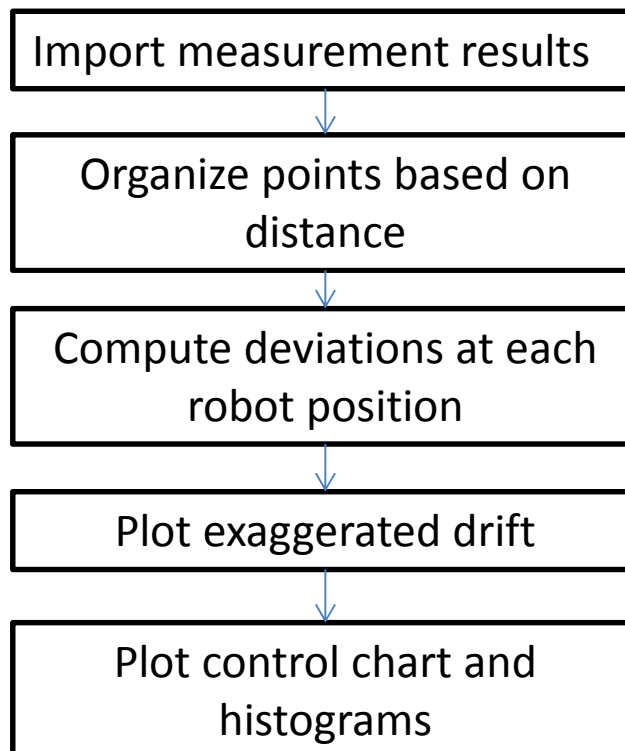 Import measurement results
Organize points based on
distance
Compute deviations at each
robot position
Plot exaggerated drift
Plot control chart and
histograms